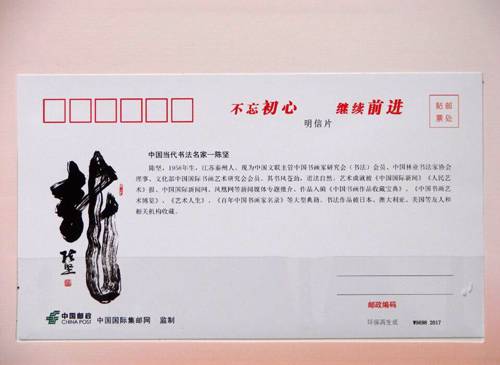 不忘初心 继续前进
贴邮
票处
明信片
中国当代书法名家—陈坚
陈坚，1958年生，江苏泰州人。现为中国文联主管中国书画家研究会（书法）会员、中国林业书法家协会
理事、文化部中国国际书画艺术研究会会员。其书风苍劲，道法自然。艺术成就被《中国国际新闻》《人民艺
术》报、中国国际新闻网、凤凰网等新闻媒体专题推介。作品入编《中国书画作品收藏宝典》、《中国书画艺
术博览》、《艺术人生》、《百年中国书画家名录》等大型典籍。书法作品被日本、澳大利亚、美国等友人和
相关机构收藏。
陈坚
中国邮政
CHINA POST
中国国际集邮网 监制
邮政编码
环保再生纸 W9698 2017